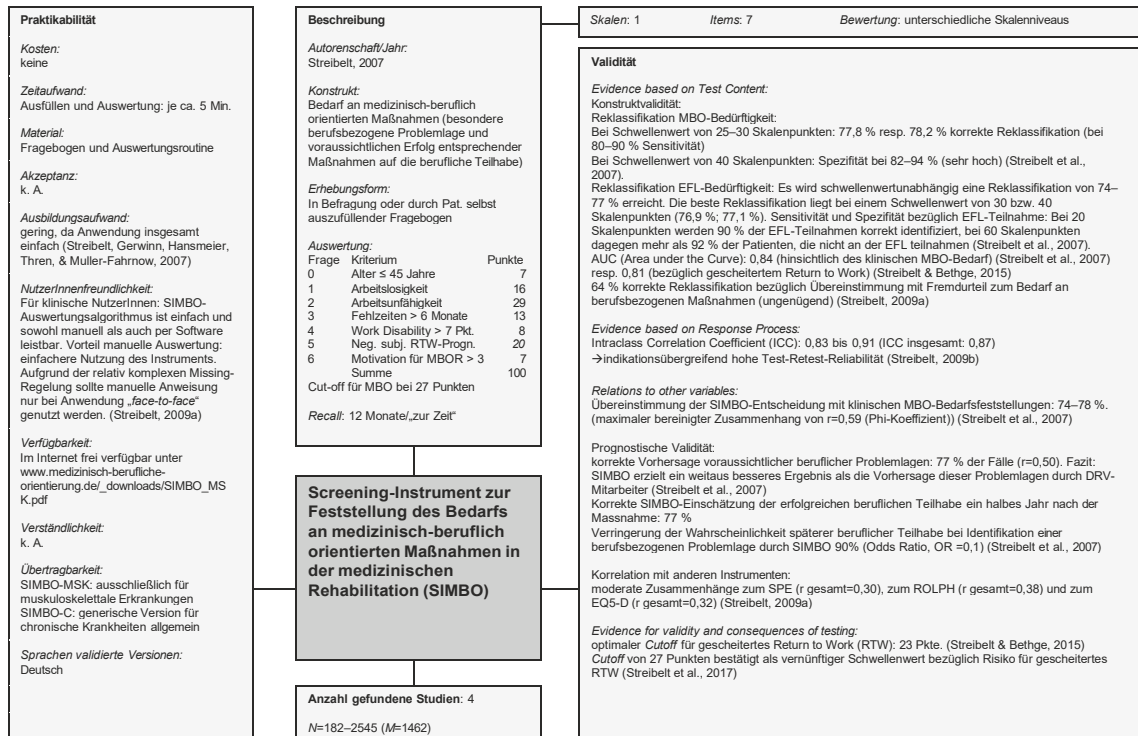 Praktikabilität
Kosten:
keine
Zeitaufwand:
Ausfüllen und Auswertung: je ca. 5 Min.
Material:
Fragebogen und Auswertungsroutine
Akzeptanz:
k. A.
Ausbildungsaufwand:
gering, da Anwendung insgesamt
einfach (Streibelt, Gerwinn, Hansmeier,
Thren, & Muller-Fahrnow, 2007)
NutzerInnenfreundlichkeit:
Für klinische NutzerInnen: SIMBO-
Auswertungsalgorithmus ist einfach und
sowohl manuell als auch per Software
leistbar. Vorteil manuelle Auswertung:
einfachere Nutzung des Instruments.
Aufgrund der relativ komplexen Missing-
Regelung sollte manuelle Anweisung
nur bei Anwendung „face-to-face“
genutzt werden. (Streibelt, 2009a)
Verfügbarkeit:
Im Internet frei verfügbar unter
www.medizinisch-berufliche-
orientierung.de/_downloads/SIMBO_MS
K.pdf
Verständlichkeit:
k. A.
Übertragbarkeit:
SIMBO-MSK: ausschließlich für
muskuloskelettale Erkrankungen
SIMBO-C: generische Version für
chronische Krankheiten allgemein
Sprachen validierte Versionen:
Deutsch
Beschreibung
Autorenschaft/Jahr:
Streibelt, 2007
Konstrukt:
Bedarf an medizinisch-beruflich
orientierten Maßnahmen (besondere
berufsbezogene Problemlage und
voraussichtlichen Erfolg entsprechender
Maßnahmen auf die berufliche Teilhabe)
Erhebungsform:
In Befragung oder durch Pat. selbst
auszufüllender Fragebogen
Auswertung:
Frage Kriterium Punkte
0 Alter ≤ 45 Jahre 7
1 Arbeitslosigkeit 16
2 Arbeitsunfähigkeit 29
3 Fehlzeiten > 6 Monate 13
4 Work Disability > 7 Pkt. 8
5 Neg. subj. RTW-Progn. 20
6 Motivation für MBOR > 3 7
Summe 100
Cut-off für MBO bei 27 Punkten
Recall: 12 Monate/„zur Zeit“
Screening-Instrument zur
Feststellung des Bedarfs
an medizinisch-beruflich
orientierten Maßnahmen in
der medizinischen
Rehabilitation (SIMBO)
Anzahl gefundene Studien: 4
N=182–2545 (M=1462)
Skalen: 1 Items: 7 Bewertung: unterschiedliche Skalenniveaus
Validität
Evidence based on Test Content:
Konstruktvalidität:
Reklassifikation MBO-Bedürftigkeit:
Bei Schwellenwert von 25–30 Skalenpunkten: 77,8 % resp. 78,2 % korrekte Reklassifikation (bei
80–90 % Sensitivität)
Bei Schwellenwert von 40 Skalenpunkten: Spezifität bei 82–94 % (sehr hoch) (Streibelt et al.,
2007).
Reklassifikation EFL-Bedürftigkeit: Es wird schwellenwertunabhängig eine Reklassifikation von 74–
77 % erreicht. Die beste Reklassifikation liegt bei einem Schwellenwert von 30 bzw. 40
Skalenpunkten (76,9 %; 77,1 %). Sensitivität und Spezifität bezüglich EFL-Teilnahme: Bei 20
Skalenpunkten werden 90 % der EFL-Teilnahmen korrekt identifiziert, bei 60 Skalenpunkten
dagegen mehr als 92 % der Patienten, die nicht an der EFL teilnahmen (Streibelt et al., 2007).
AUC (Area under the Curve): 0,84 (hinsichtlich des klinischen MBO-Bedarf) (Streibelt et al., 2007)
resp. 0,81 (bezüglich gescheitertem Return to Work) (Streibelt & Bethge, 2015)
64 % korrekte Reklassifikation bezüglich Übereinstimmung mit Fremdurteil zum Bedarf an
berufsbezogenen Maßnahmen (ungenügend) (Streibelt, 2009a)
Evidence based on Response Process:
Intraclass Correlation Coefficient (ICC): 0,83 bis 0,91 (ICC insgesamt: 0,87)
→indikationsübergreifend hohe Test-Retest-Reliabilität (Streibelt, 2009b)
Relations to other variables:
Übereinstimmung der SIMBO-Entscheidung mit klinischen MBO-Bedarfsfeststellungen: 74–78 %.
(maximaler bereinigter Zusammenhang von r=0,59 (Phi-Koeffizient)) (Streibelt et al., 2007)
Prognostische Validität:
korrekte Vorhersage voraussichtlicher beruflicher Problemlagen: 77 % der Fälle (r=0,50). Fazit:
SIMBO erzielt ein weitaus besseres Ergebnis als die Vorhersage dieser Problemlagen durch DRV-
Mitarbeiter (Streibelt et al., 2007)
Korrekte SIMBO-Einschätzung der erfolgreichen beruflichen Teilhabe ein halbes Jahr nach der
Massnahme: 77 %
Verringerung der Wahrscheinlichkeit späterer beruflicher Teilhabe bei Identifikation einer
berufsbezogenen Problemlage durch SIMBO 90% (Odds Ratio, OR =0,1) (Streibelt et al., 2007)
Korrelation mit anderen Instrumenten:
moderate Zusammenhänge zum SPE (r gesamt=0,30), zum ROLPH (r gesamt=0,38) und zum
EQ5-D (r gesamt=0,32) (Streibelt, 2009a)
Evidence for validity and consequences of testing:
optimaler Cutoff für gescheitertes Return to Work (RTW): 23 Pkte. (Streibelt & Bethge, 2015)
Cutoff von 27 Punkten bestätigt als vernünftiger Schwellenwert bezüglich Risiko für gescheitertes
RTW (Streibelt et al., 2017)